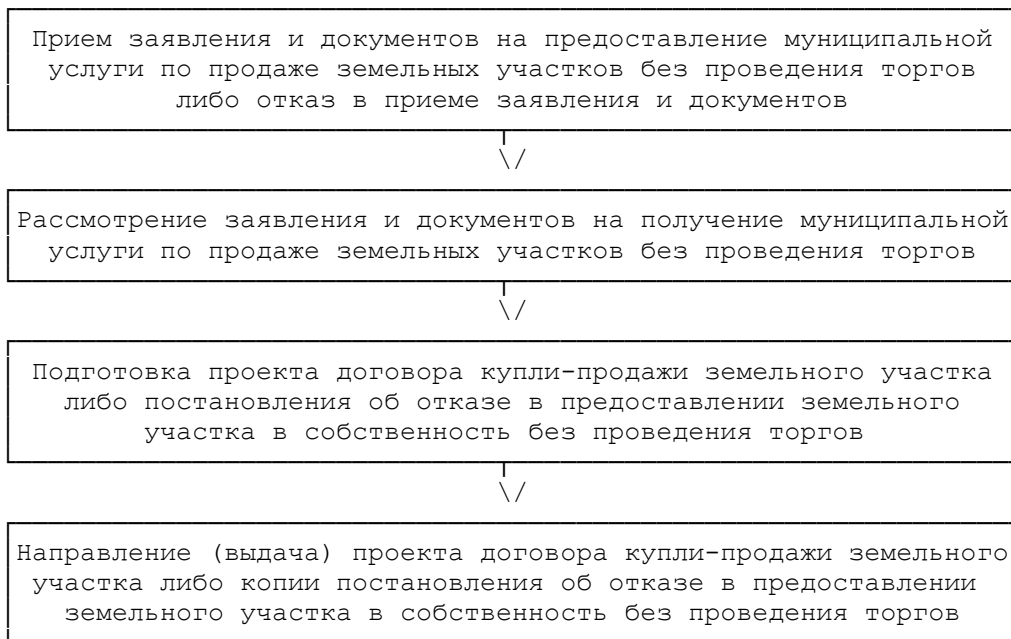 Прием заявления и документов на предоставление муниципальной
услуги по продаже земельных участков без проведения торгов
либо отказ в приеме заявления и документов
\/
Рассмотрение заявления и документов на получение муниципальной
услуги по продаже земельных участков без проведения торгов
\/
Подготовка проекта договора купли-продажи земельного участка
либо постановления об отказе в предоставлении земельного
участка в собственность без проведения торгов
\/
Направление (выдача) проекта договора купли-продажи земельного
участка либо копии постановления об отказе в предоставлении
земельного участка в собственность без проведения торгов